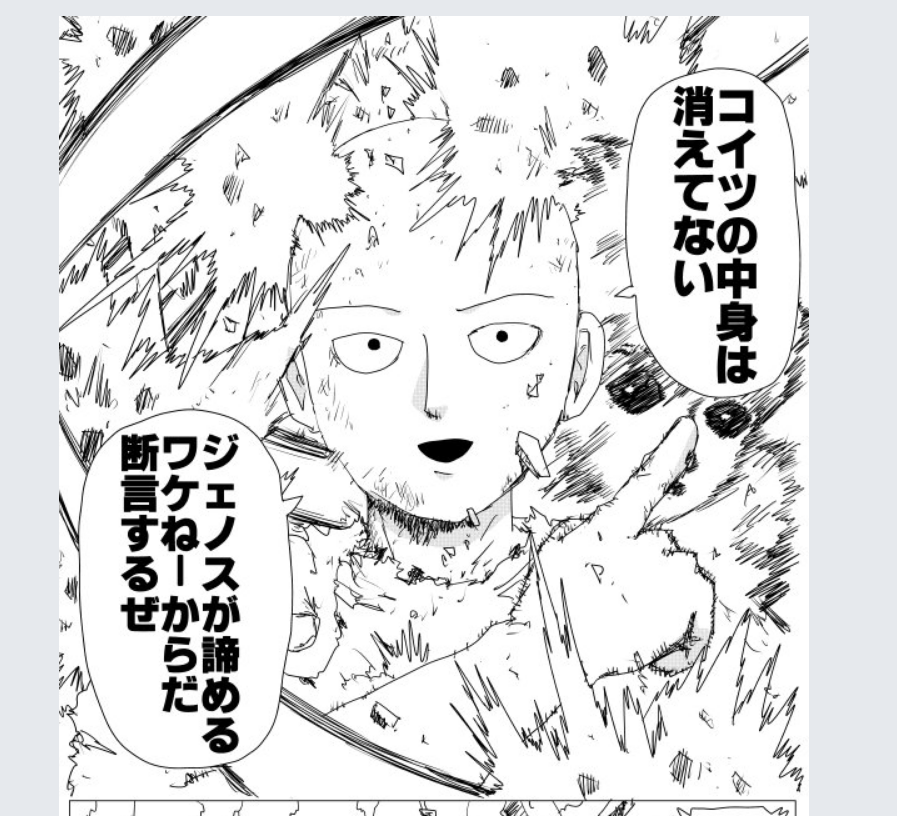 コイツの中身は
消えてない
ジェノスが諦める
ワケねーからだ
断言するぜ